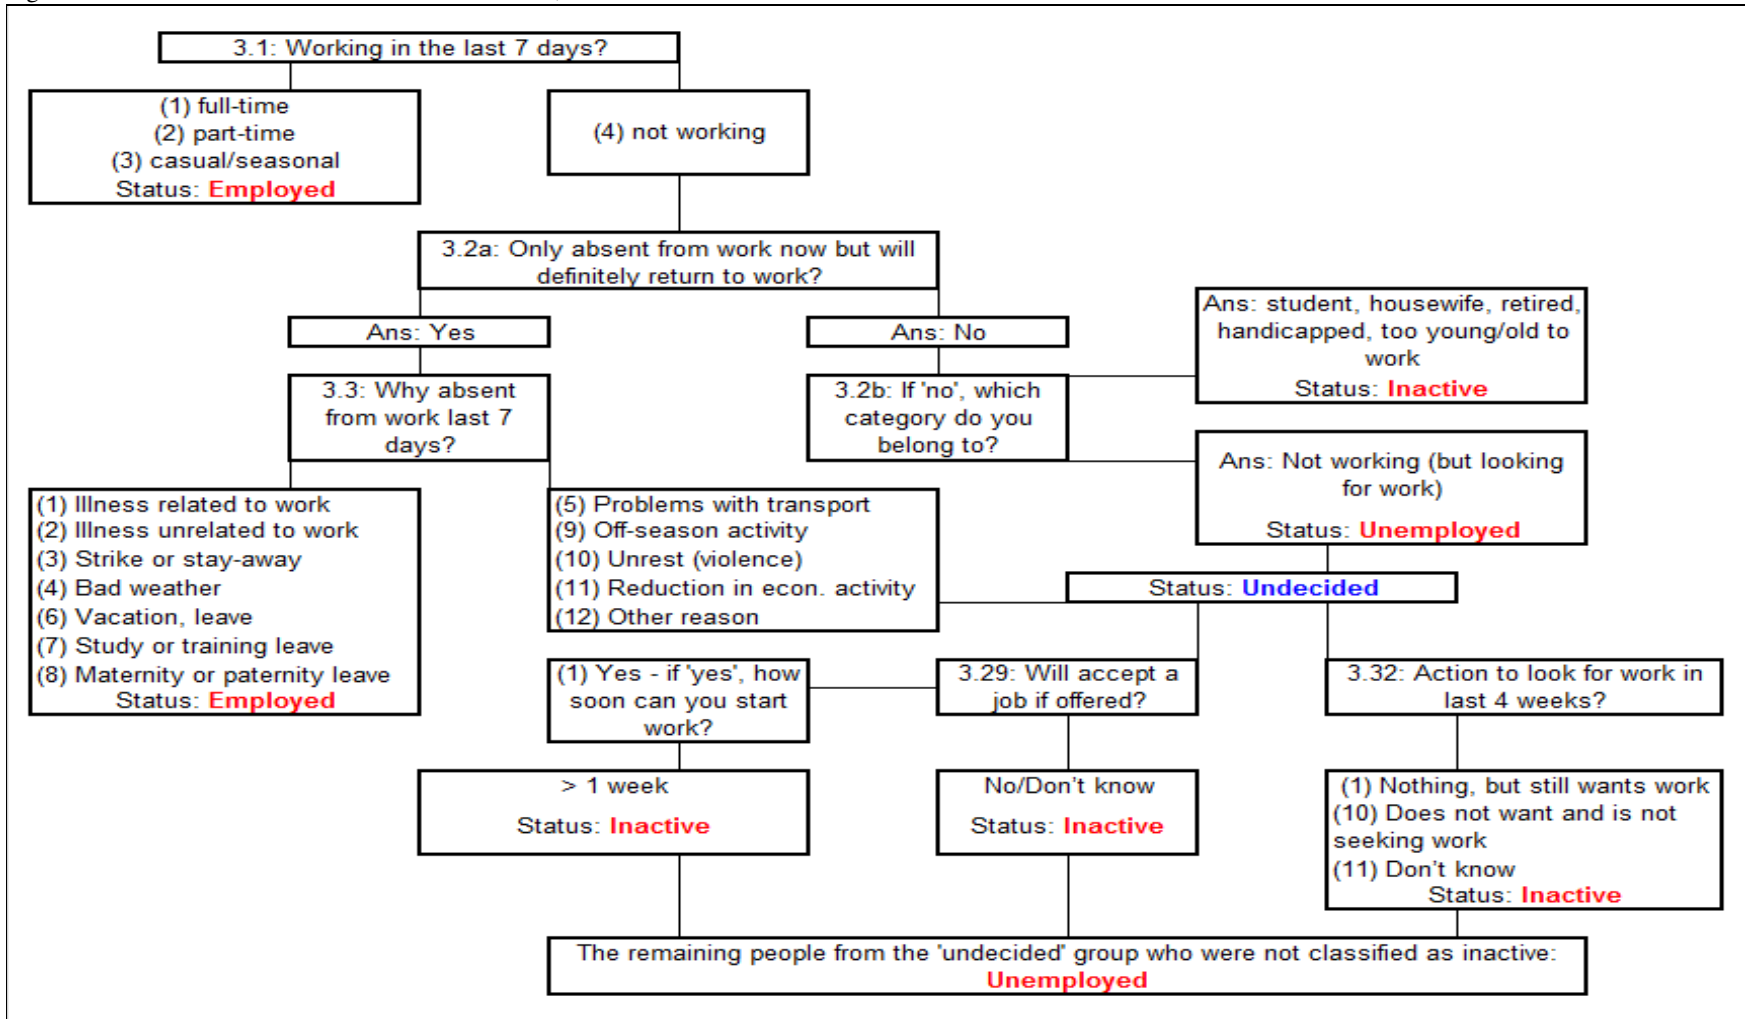 3.1: Working in the last 7 days?
(1) full-time
(2) part-time
(3) casual/seasonal
Status: Employed
(4) not working
3.2a: Only absent from work now but will
definitely return to work?
Ans: Yes
Ans: No
Ans: student, housewife, retired,
handicapped, too young/old to
work
Status: Inactive
3.3: Why absent
from work last 7
days?
3.2b: If 'no', which
category do you
belong to?
Ans: Not working (but looking
for work)
Status: Unemployed
(1) Illness related to work
(2) Illness unrelated to work
(3) Strike or stay-away
(4) Bad weather
(6) Vacation, leave
(7) Study or training leave
(8) Maternity or paternity leave
Status: Employed
(5) Problems with transport
(9) Off-season activity
(10) Unrest (violence)
(11) Reduction in econ. activity
(12) Other reason
Status: Undecided
(1) Yes - if 'yes', how
soon can you start
work?
3.29: Will accept a
job if offered?
3.32: Action to look for work in
last 4 weeks?
> 1 week
Status: Inactive
No/Don't know
Status: Inactive
(1) Nothing, but still wants work
(10) Does not want and is not
seeking work
(11) Don't know
Status: Inactive
The remaining people from the 'undecided' group who were not classified as inactive:
Unemployed